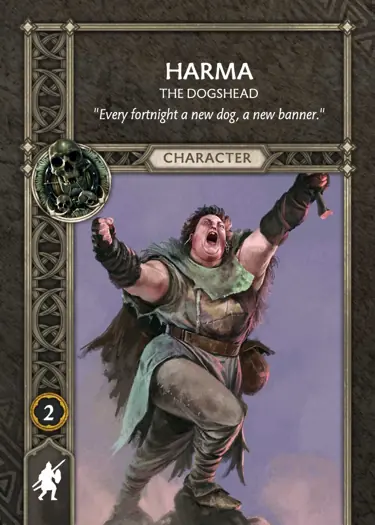 HARMA
THE DOGSHEAD
"Every fortnight a new dog, a new banner."
CHARACTER
2